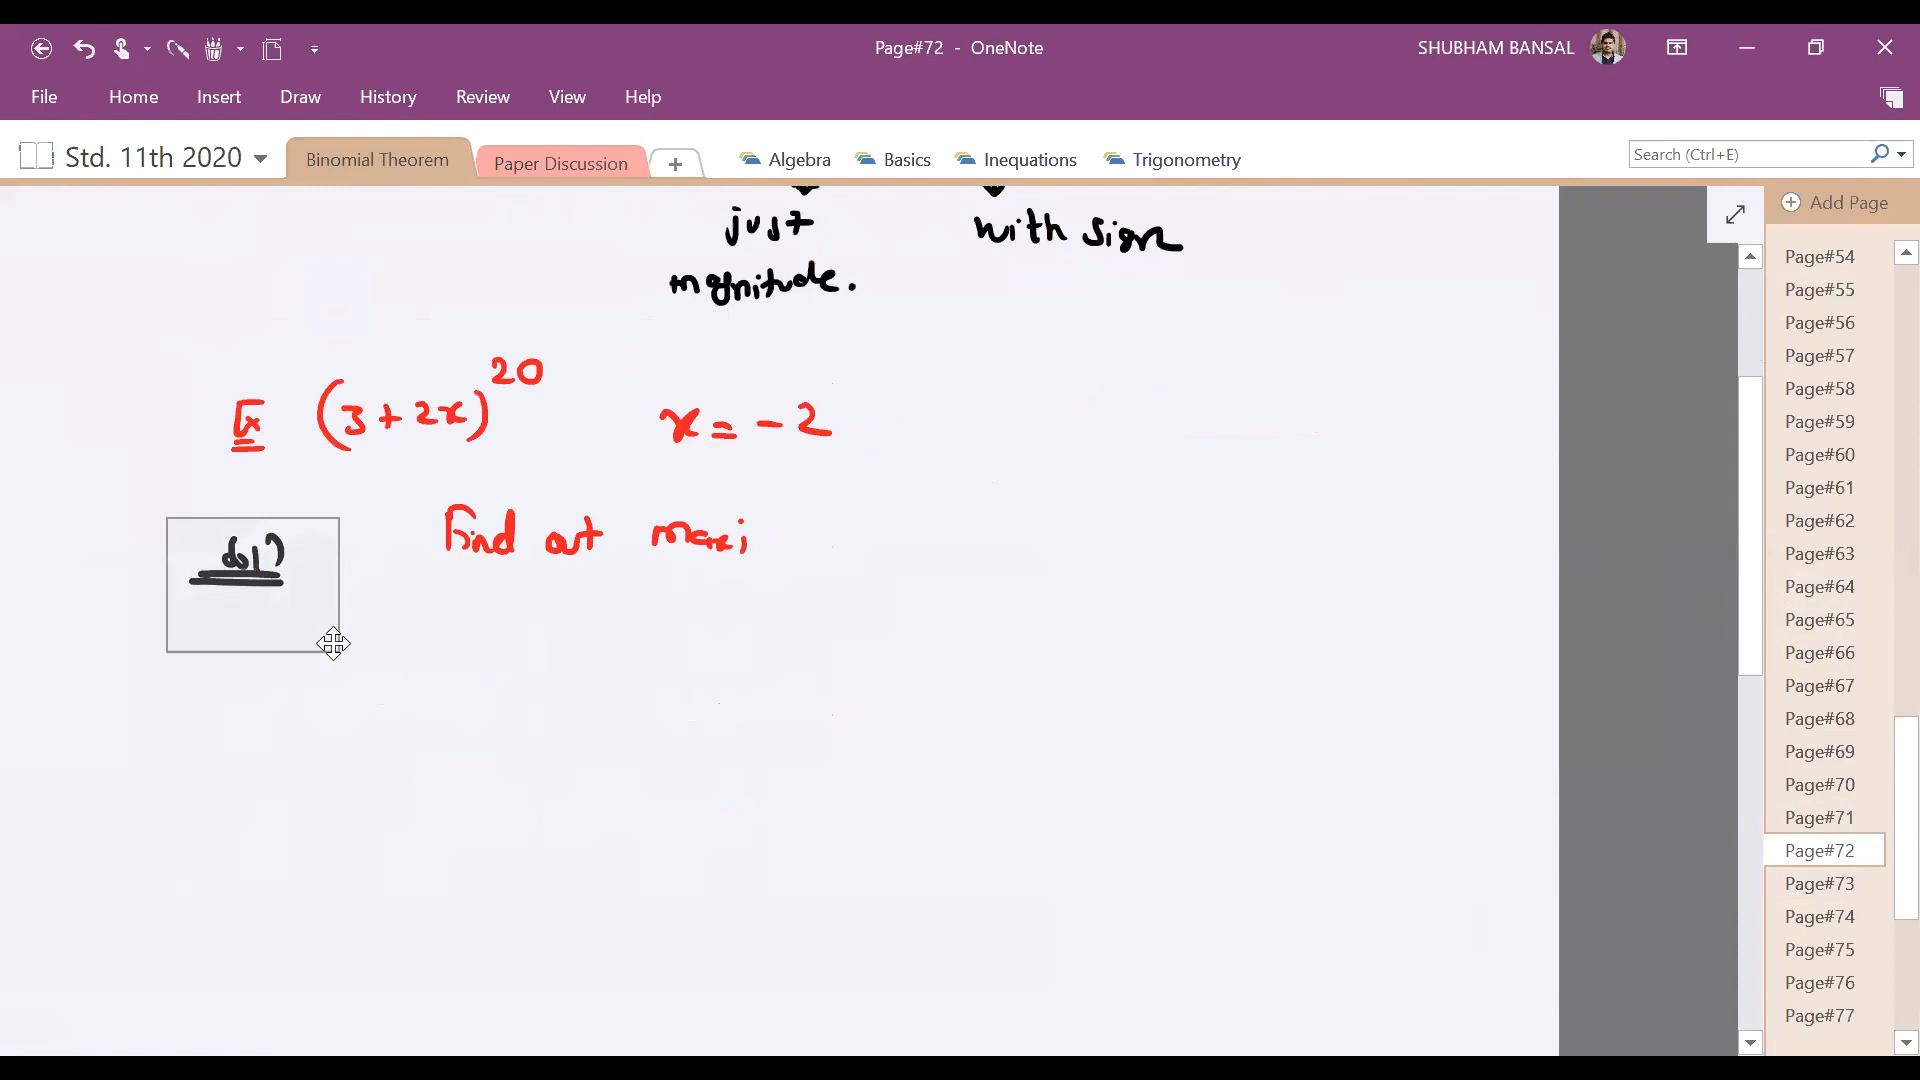 Page#72 - OneNote
SHUBHAM BANSAL
File Home Insert Draw History Review View Help
Std. 11th 2020
Binomial Theorem
Paper Discussion
Algebra
Basics
Inequations
Trigonometry
Search (Ctrl+E)
Add Page
just
magnitude.
with sign
Ex (3+2x)^20 x = -2
Find out maxi
Page#54
Page#55
Page#56
Page#57
Page#58
Page#59
Page#60
Page#61
Page#62
Page#63
Page#64
Page#65
Page#66
Page#67
Page#68
Page#69
Page#70
Page#71
Page#72
Page#73
Page#74
Page#75
Page#76
Page#77